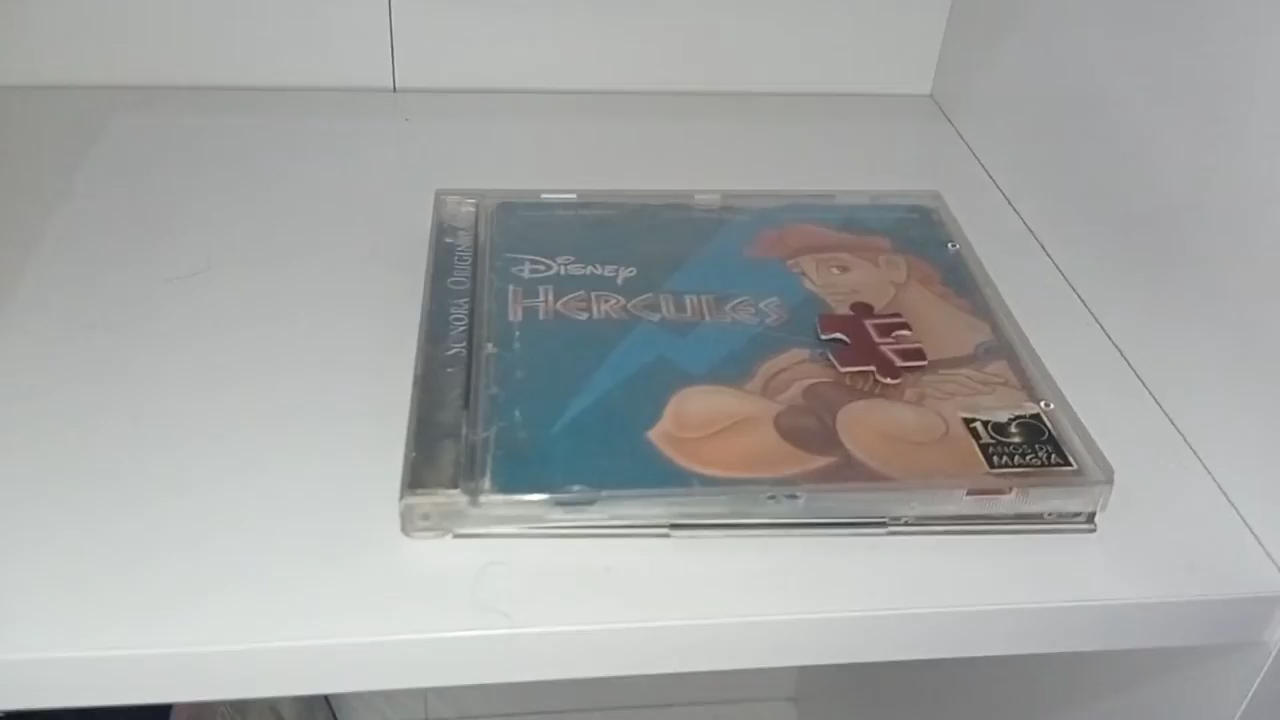 SONORA ORIGINAL
DISNEY
HERCULES
100
AÑOS DE
MAGIA